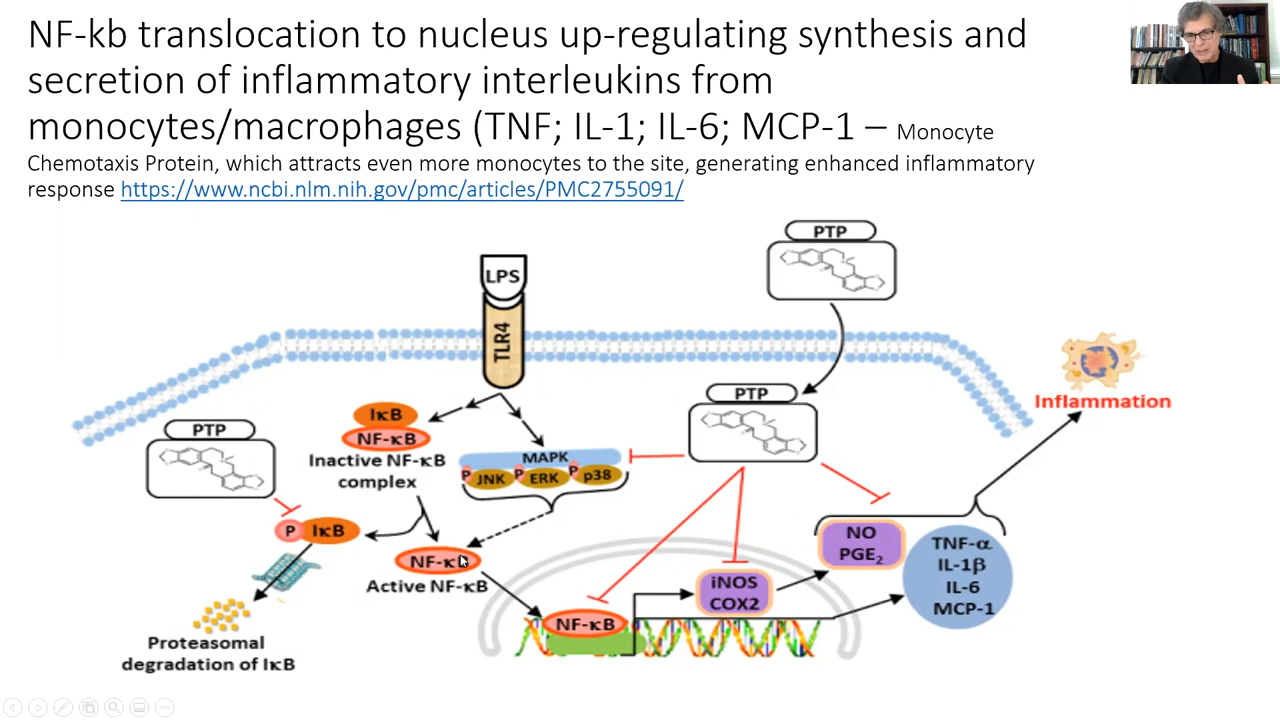 NF-kb translocation to nucleus up-regulating synthesis and
secretion of inflammatory interleukins from
monocytes/macrophages (TNF; IL-1; IL-6; MCP-1 – Monocyte
Chemotaxis Protein, which attracts even more monocytes to the site, generating enhanced inflammatory
response https://www.ncbi.nlm.nih.gov/pmc/articles/PMC2755091/
PTP
LPS
TLR4
PTP
Inflammation
IκB
NF-κB
Inactive NF-κB
complex
PTP
MAPK
P JNK P ERK P p38
P IκB
NF-κB
Active NF-κB
NO
PGE₂
TNF-α
IL-1β
IL-6
MCP-1
iNOS
COX2
NF-κB
Proteasomal
degradation of IκB